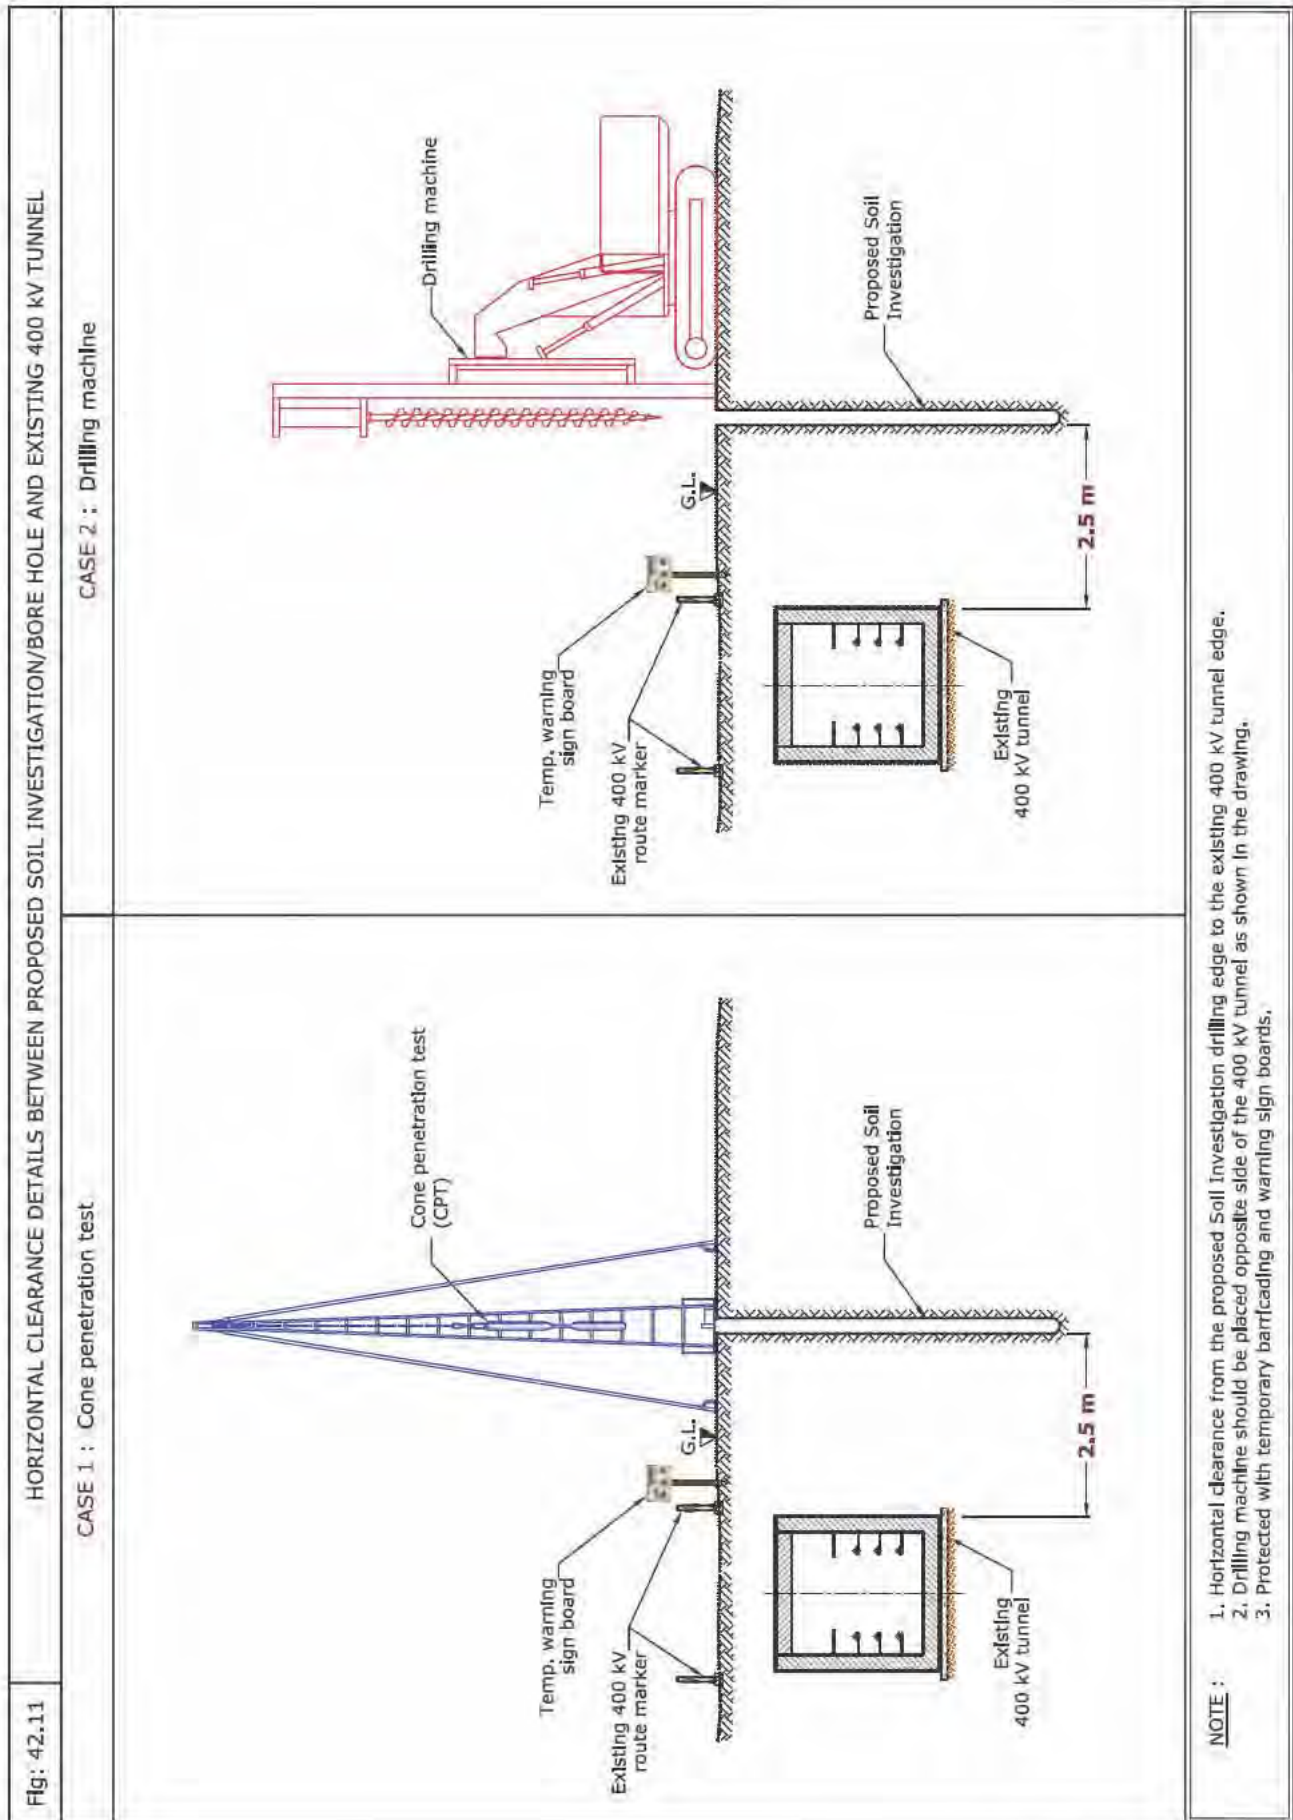 Fig: 42.11
HORIZONTAL CLEARANCE DETAILS BETWEEN PROPOSED SOIL INVESTIGATION/BORE HOLE AND EXISTING 400 kV TUNNEL
CASE 1 : Cone penetration test
Cone penetration test
(CPT)
Temp. warning
sign board
G.L.
Existing 400 kV
route marker
Proposed Soil
Investigation
Existing
400 kV tunnel
2.5 m
CASE 2 : Drilling machine
Drilling machine
Temp. warning
sign board
G.L.
Existing 400 kV
route marker
Proposed Soil
Investigation
Existing
400 kV tunnel
2.5 m
NOTE :
1. Horizontal clearance from the proposed Soil Investigation drilling edge to the existing 400 kV tunnel edge.
2. Drilling machine should be placed opposite side of the 400 kV tunnel as shown in the drawing.
3. Protected with temporary barricading and warning sign boards.